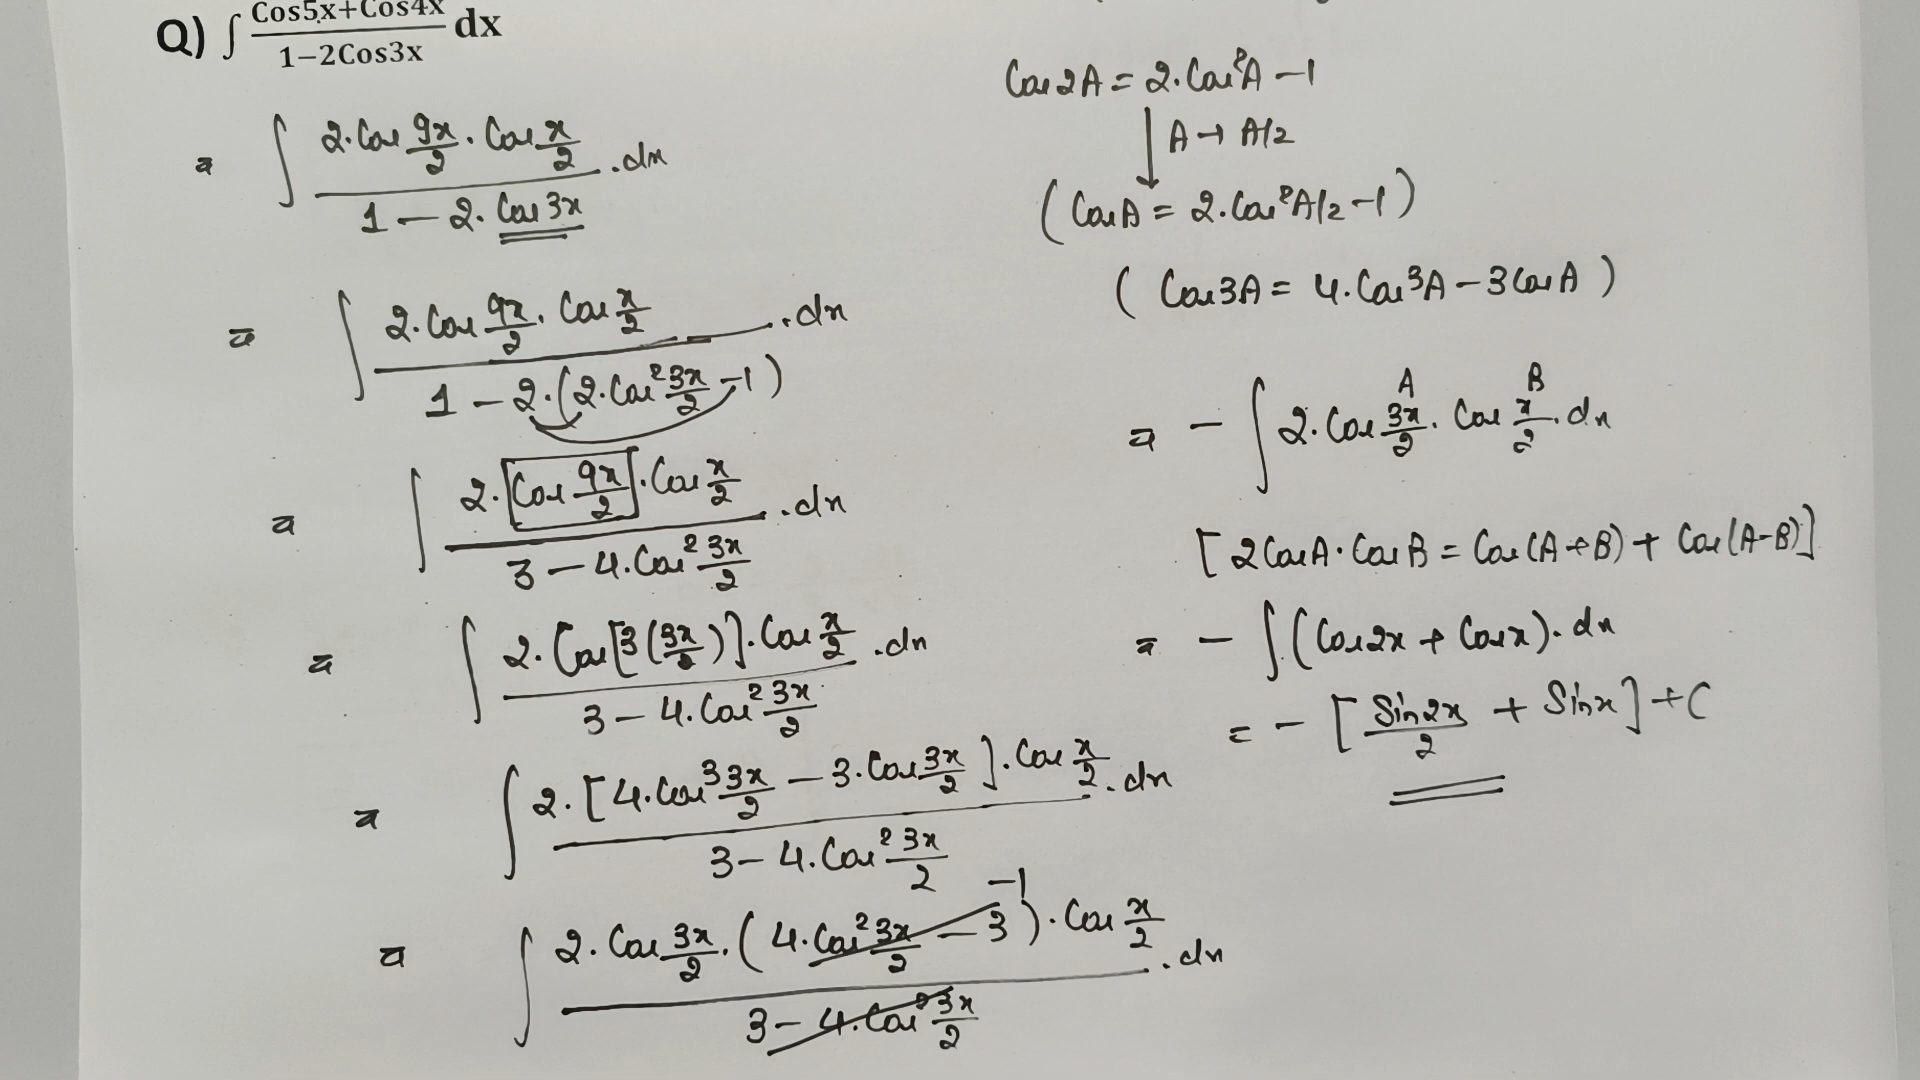 Q) ∫ (Cos5x+Cos4x)/(1−2Cos3x) dx
= ∫ (2·Cos 9x/2 · Cos x/2)/(1 − 2·Cos 3x) ·dx
= ∫ (2·Cos 9x/2 · Cos x/2)/(1 − 2·(2·Cos² 3x/2 − 1)) ·dx
= ∫ (2·[Cos 9x/2]·Cos x/2)/(3 − 4·Cos² 3x/2) ·dx
= ∫ (2·Cos[3(3x/2)]·Cos x/2)/(3 − 4·Cos² 3x/2) ·dx
= ∫ (2·[4·Cos³ 3x/2 − 3·Cos 3x/2]·Cos x/2)/(3 − 4·Cos² 3x/2) ·dx
= ∫ (2·Cos 3x/2·(4·Cos² 3x/2 − 3)·Cos x/2)/(3 − 4·Cos² 3x/2) ·dx
−1
Cos2A = 2·Cos²A − 1
↓ A → A/2
(CosA = 2·Cos²A/2 − 1)
(Cos3A = 4·Cos³A − 3CosA)
A B
= − ∫ 2·Cos 3x/2 · Cos x/2 ·dx
[2CosA·CosB = Cos(A+B) + Cos(A−B)]
= − ∫ (Cos2x + Cosx)·dx
= − [Sin2x/2 + Sinx] + C